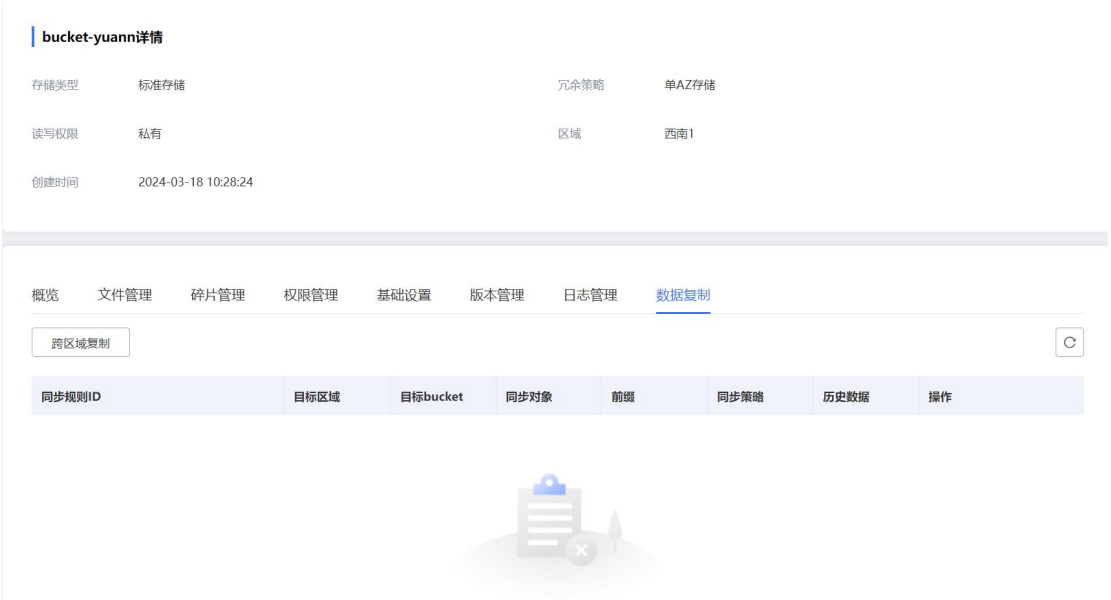 bucket-yuann详情
存储类型 标准存储 冗余策略 单AZ存储
读写权限 私有 区域 西南1
创建时间 2024-03-18 10:28:24
概览 文件管理 碎片管理 权限管理 基础设置 版本管理 日志管理 数据复制
跨区域复制
同步规则ID 目标区域 目标bucket 同步对象 前缀 同步策略 历史数据 操作